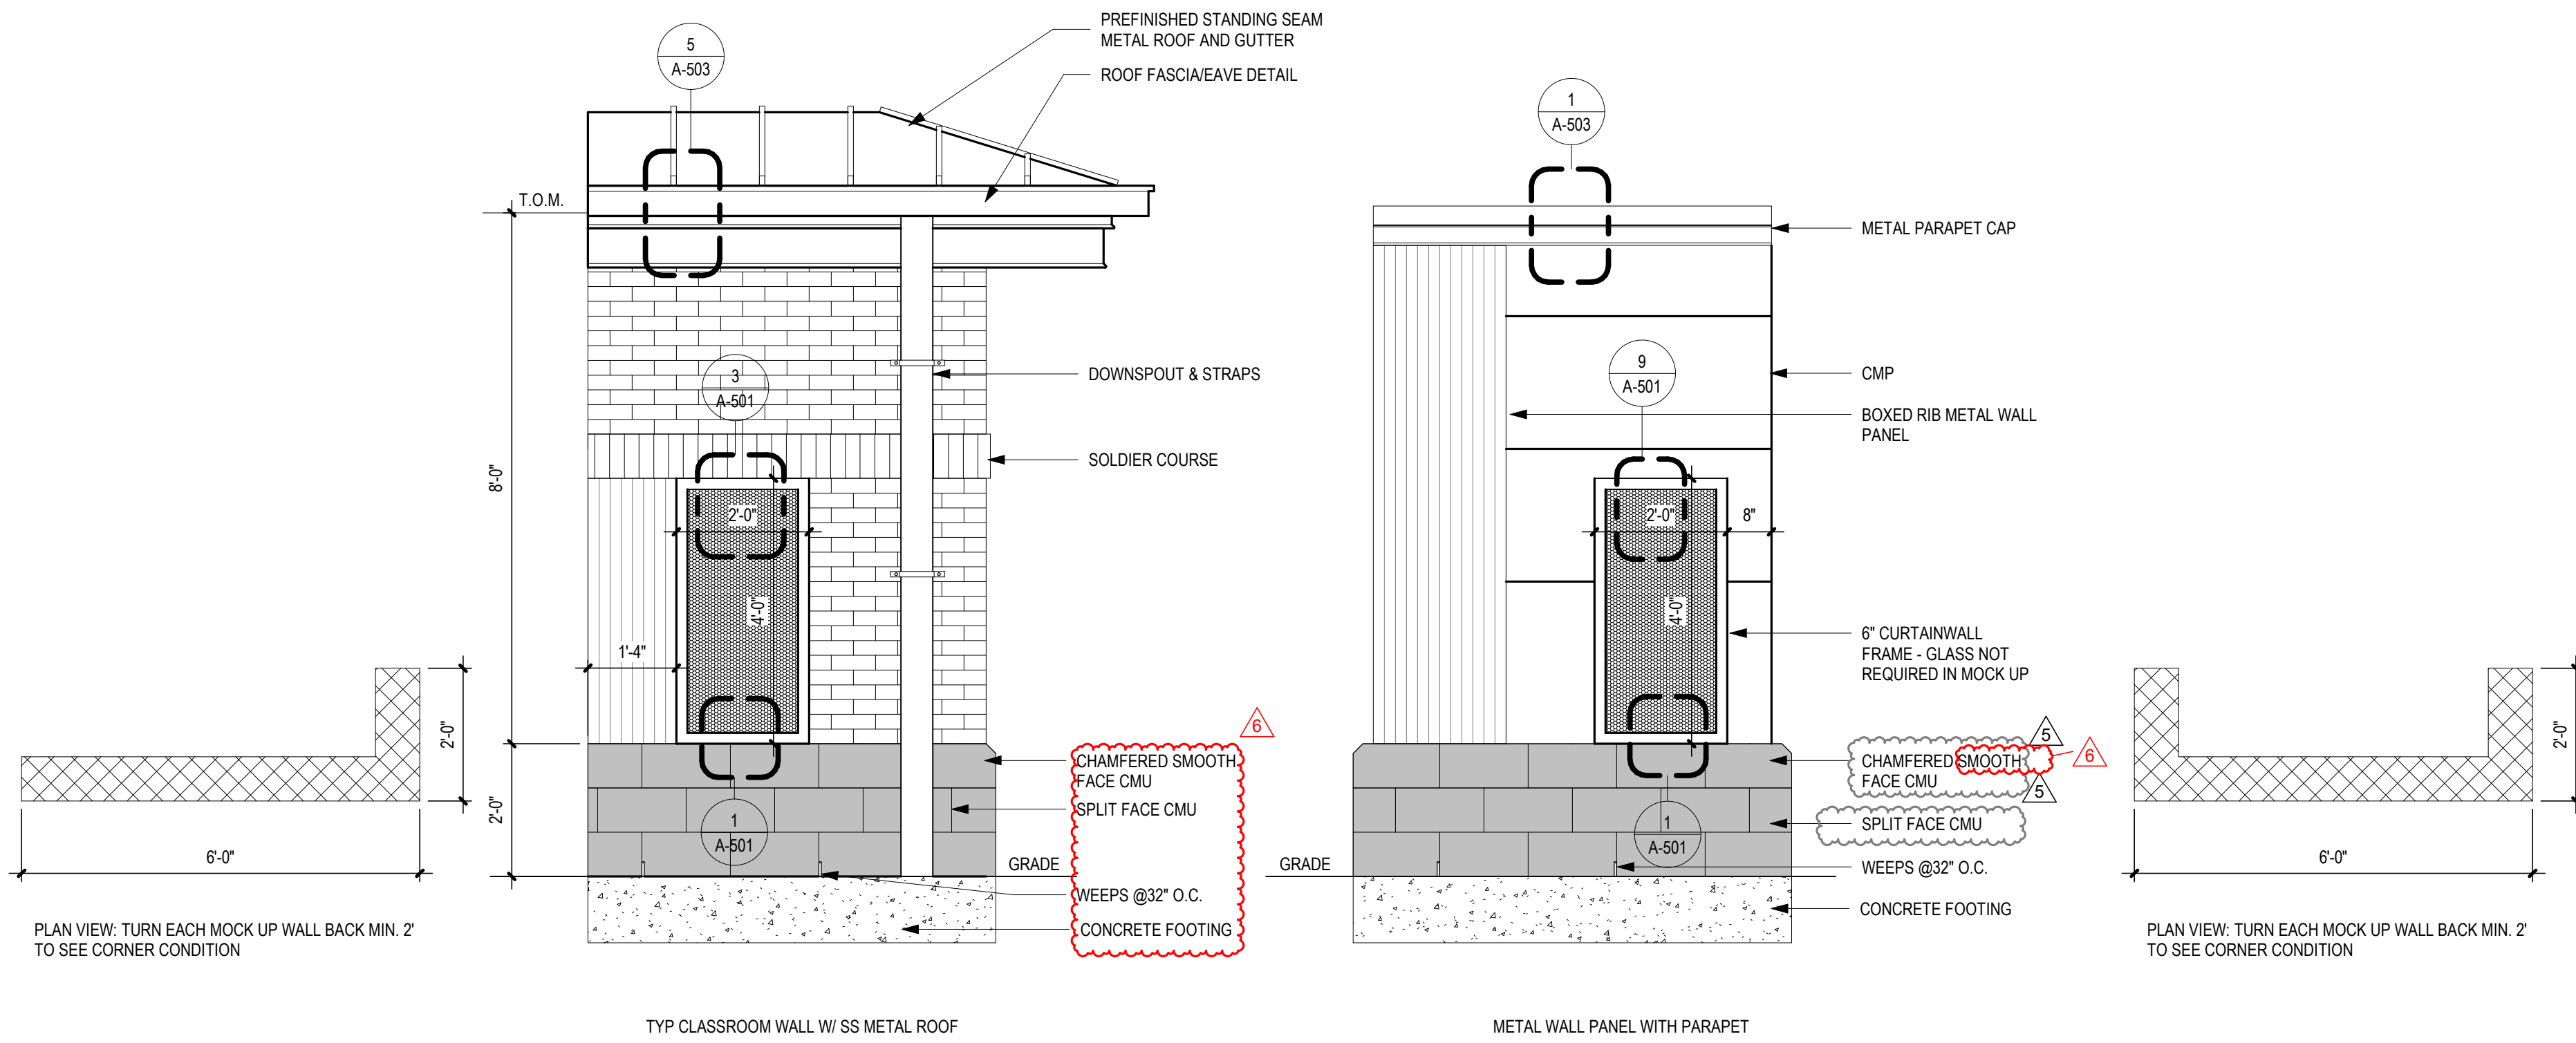 5
A-503
PREFINISHED STANDING SEAM
METAL ROOF AND GUTTER
ROOF FASCIA/EAVE DETAIL
T.O.M.
3
A-501
DOWNSPOUT & STRAPS
SOLDIER COURSE
8'-0"
2'-0"
4'-0"
1'-4"
2'-0"
6'-0"
PLAN VIEW: TURN EACH MOCK UP WALL BACK MIN. 2'
TO SEE CORNER CONDITION
2'-0"
6
CHAMFERED SMOOTH
FACE CMU
SPLIT FACE CMU
1
A-501
GRADE
WEEPS @32" O.C.
CONCRETE FOOTING
TYP CLASSROOM WALL W/ SS METAL ROOF
1
A-503
METAL PARAPET CAP
9
A-501
CMP
BOXED RIB METAL WALL
PANEL
2'-0"
8"
4'-0"
6" CURTAINWALL
FRAME - GLASS NOT
REQUIRED IN MOCK UP
5
6
CHAMFERED SMOOTH
FACE CMU
5
SPLIT FACE CMU
1
A-501
GRADE
WEEPS @32" O.C.
CONCRETE FOOTING
METAL WALL PANEL WITH PARAPET
2'-0"
6'-0"
PLAN VIEW: TURN EACH MOCK UP WALL BACK MIN. 2'
TO SEE CORNER CONDITION